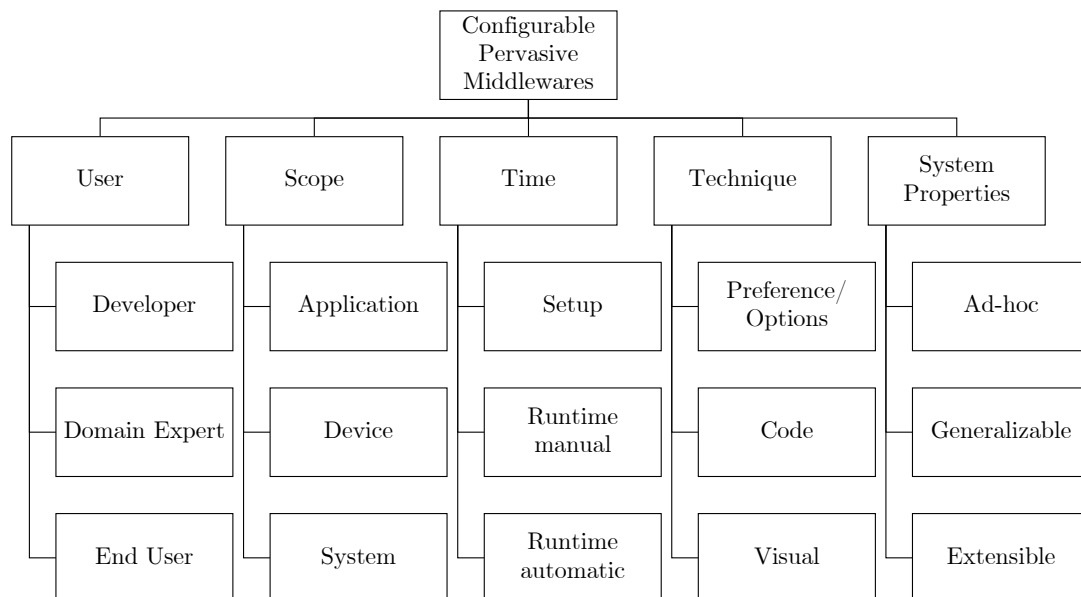 Configurable
Pervasive
Middlewares
User
Scope
Time
Technique
System
Properties
Developer
Application
Setup
Preference/
Options
Ad-hoc
Domain Expert
Device
Runtime
manual
Code
Generalizable
End User
System
Runtime
automatic
Visual
Extensible